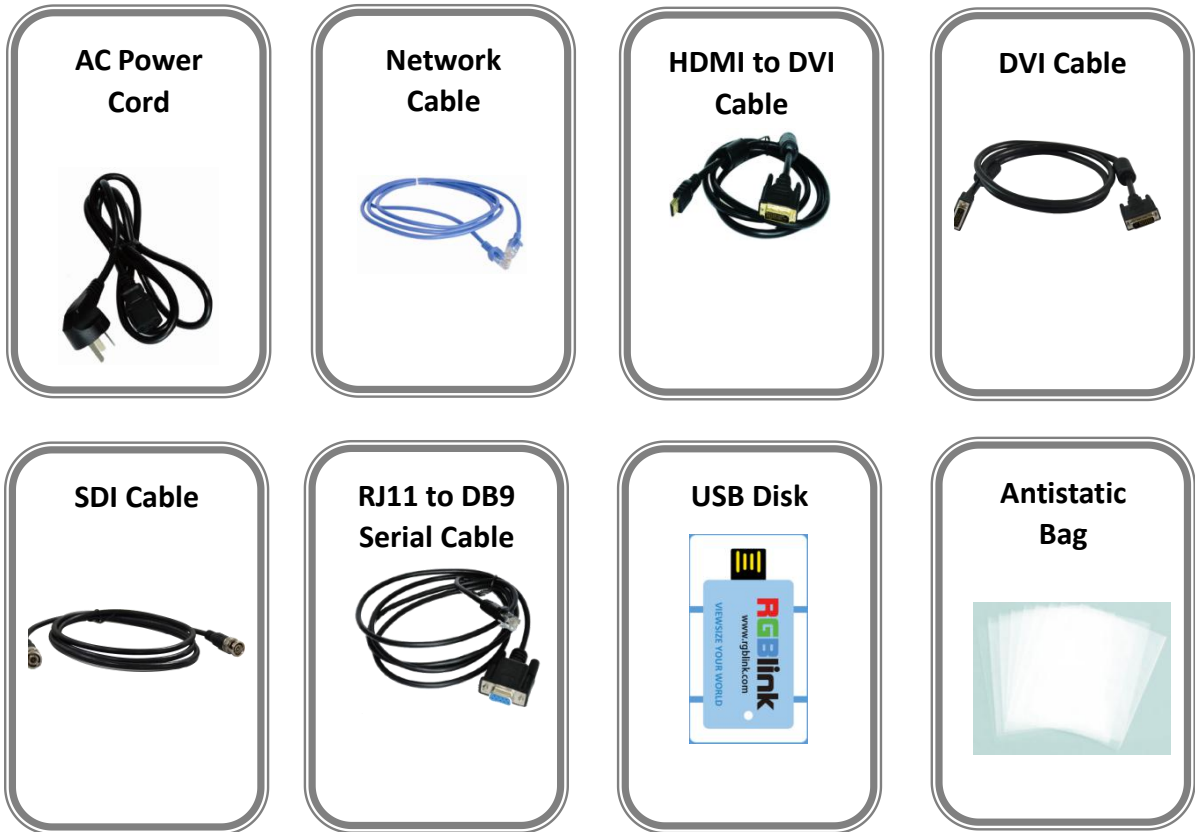 AC Power
Cord
Network
Cable
HDMI to DVI
Cable
DVI Cable
SDI Cable
RJ11 to DB9
Serial Cable
USB Disk
RGBlink
www.rgblink.com
VIEWSIZE YOUR WORLD
Antistatic
Bag